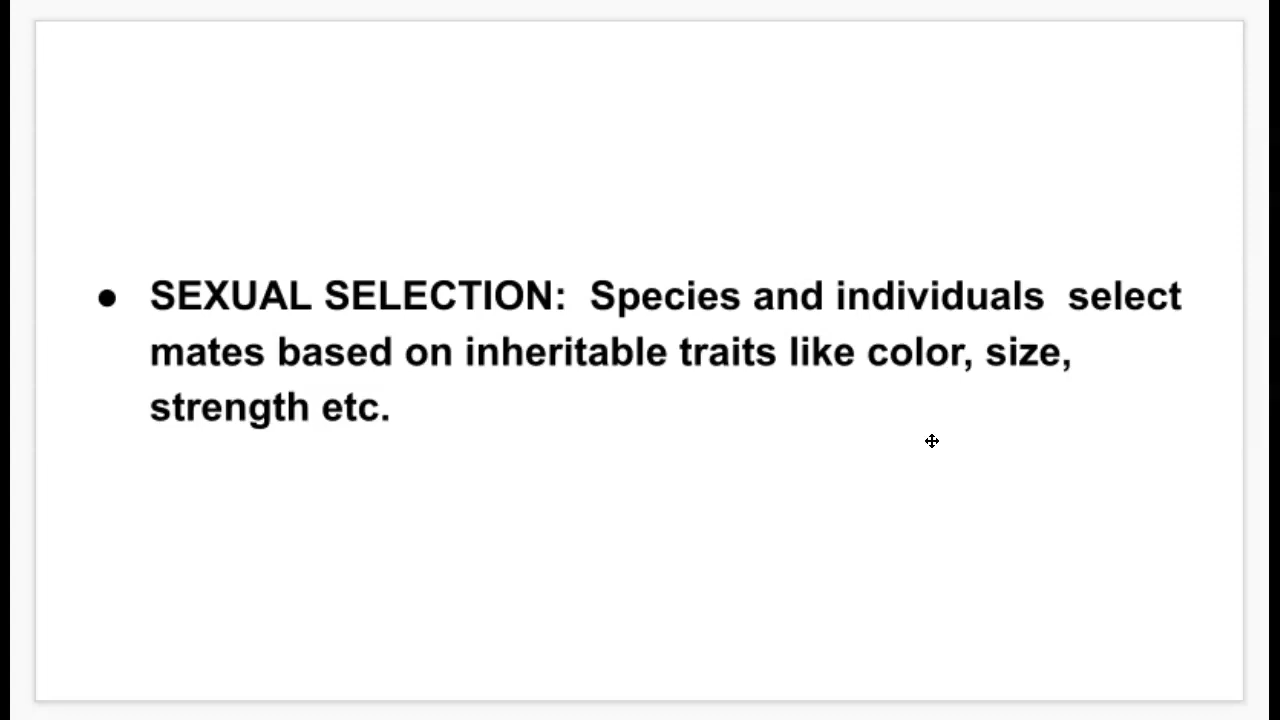 ● SEXUAL SELECTION:  Species and individuals  select
mates based on inheritable traits like color, size,
strength etc.